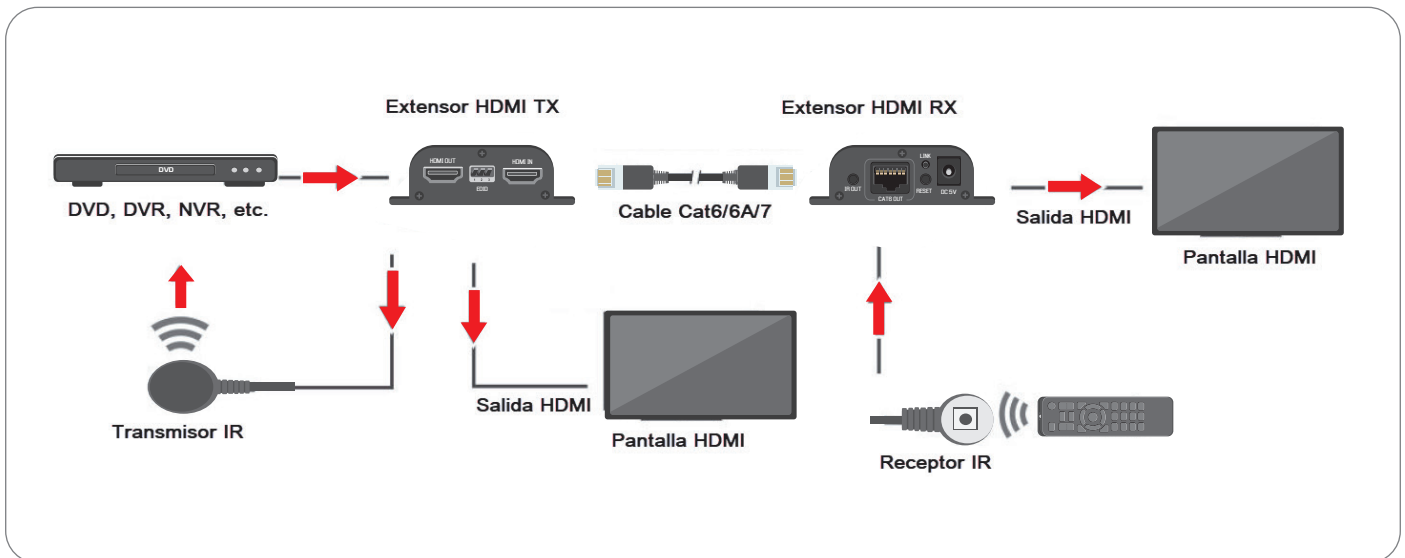 Extensor HDMI TX
Extensor HDMI RX
HDMI OUT
HDMI IN
EDID
DVD
DVD, DVR, NVR, etc.
Cable Cat6/6A/7
LINK
IR OUT
RESET
DC 5V
CAT6 OUT
Salida HDMI
Pantalla HDMI
Transmisor IR
Salida HDMI
Pantalla HDMI
Receptor IR